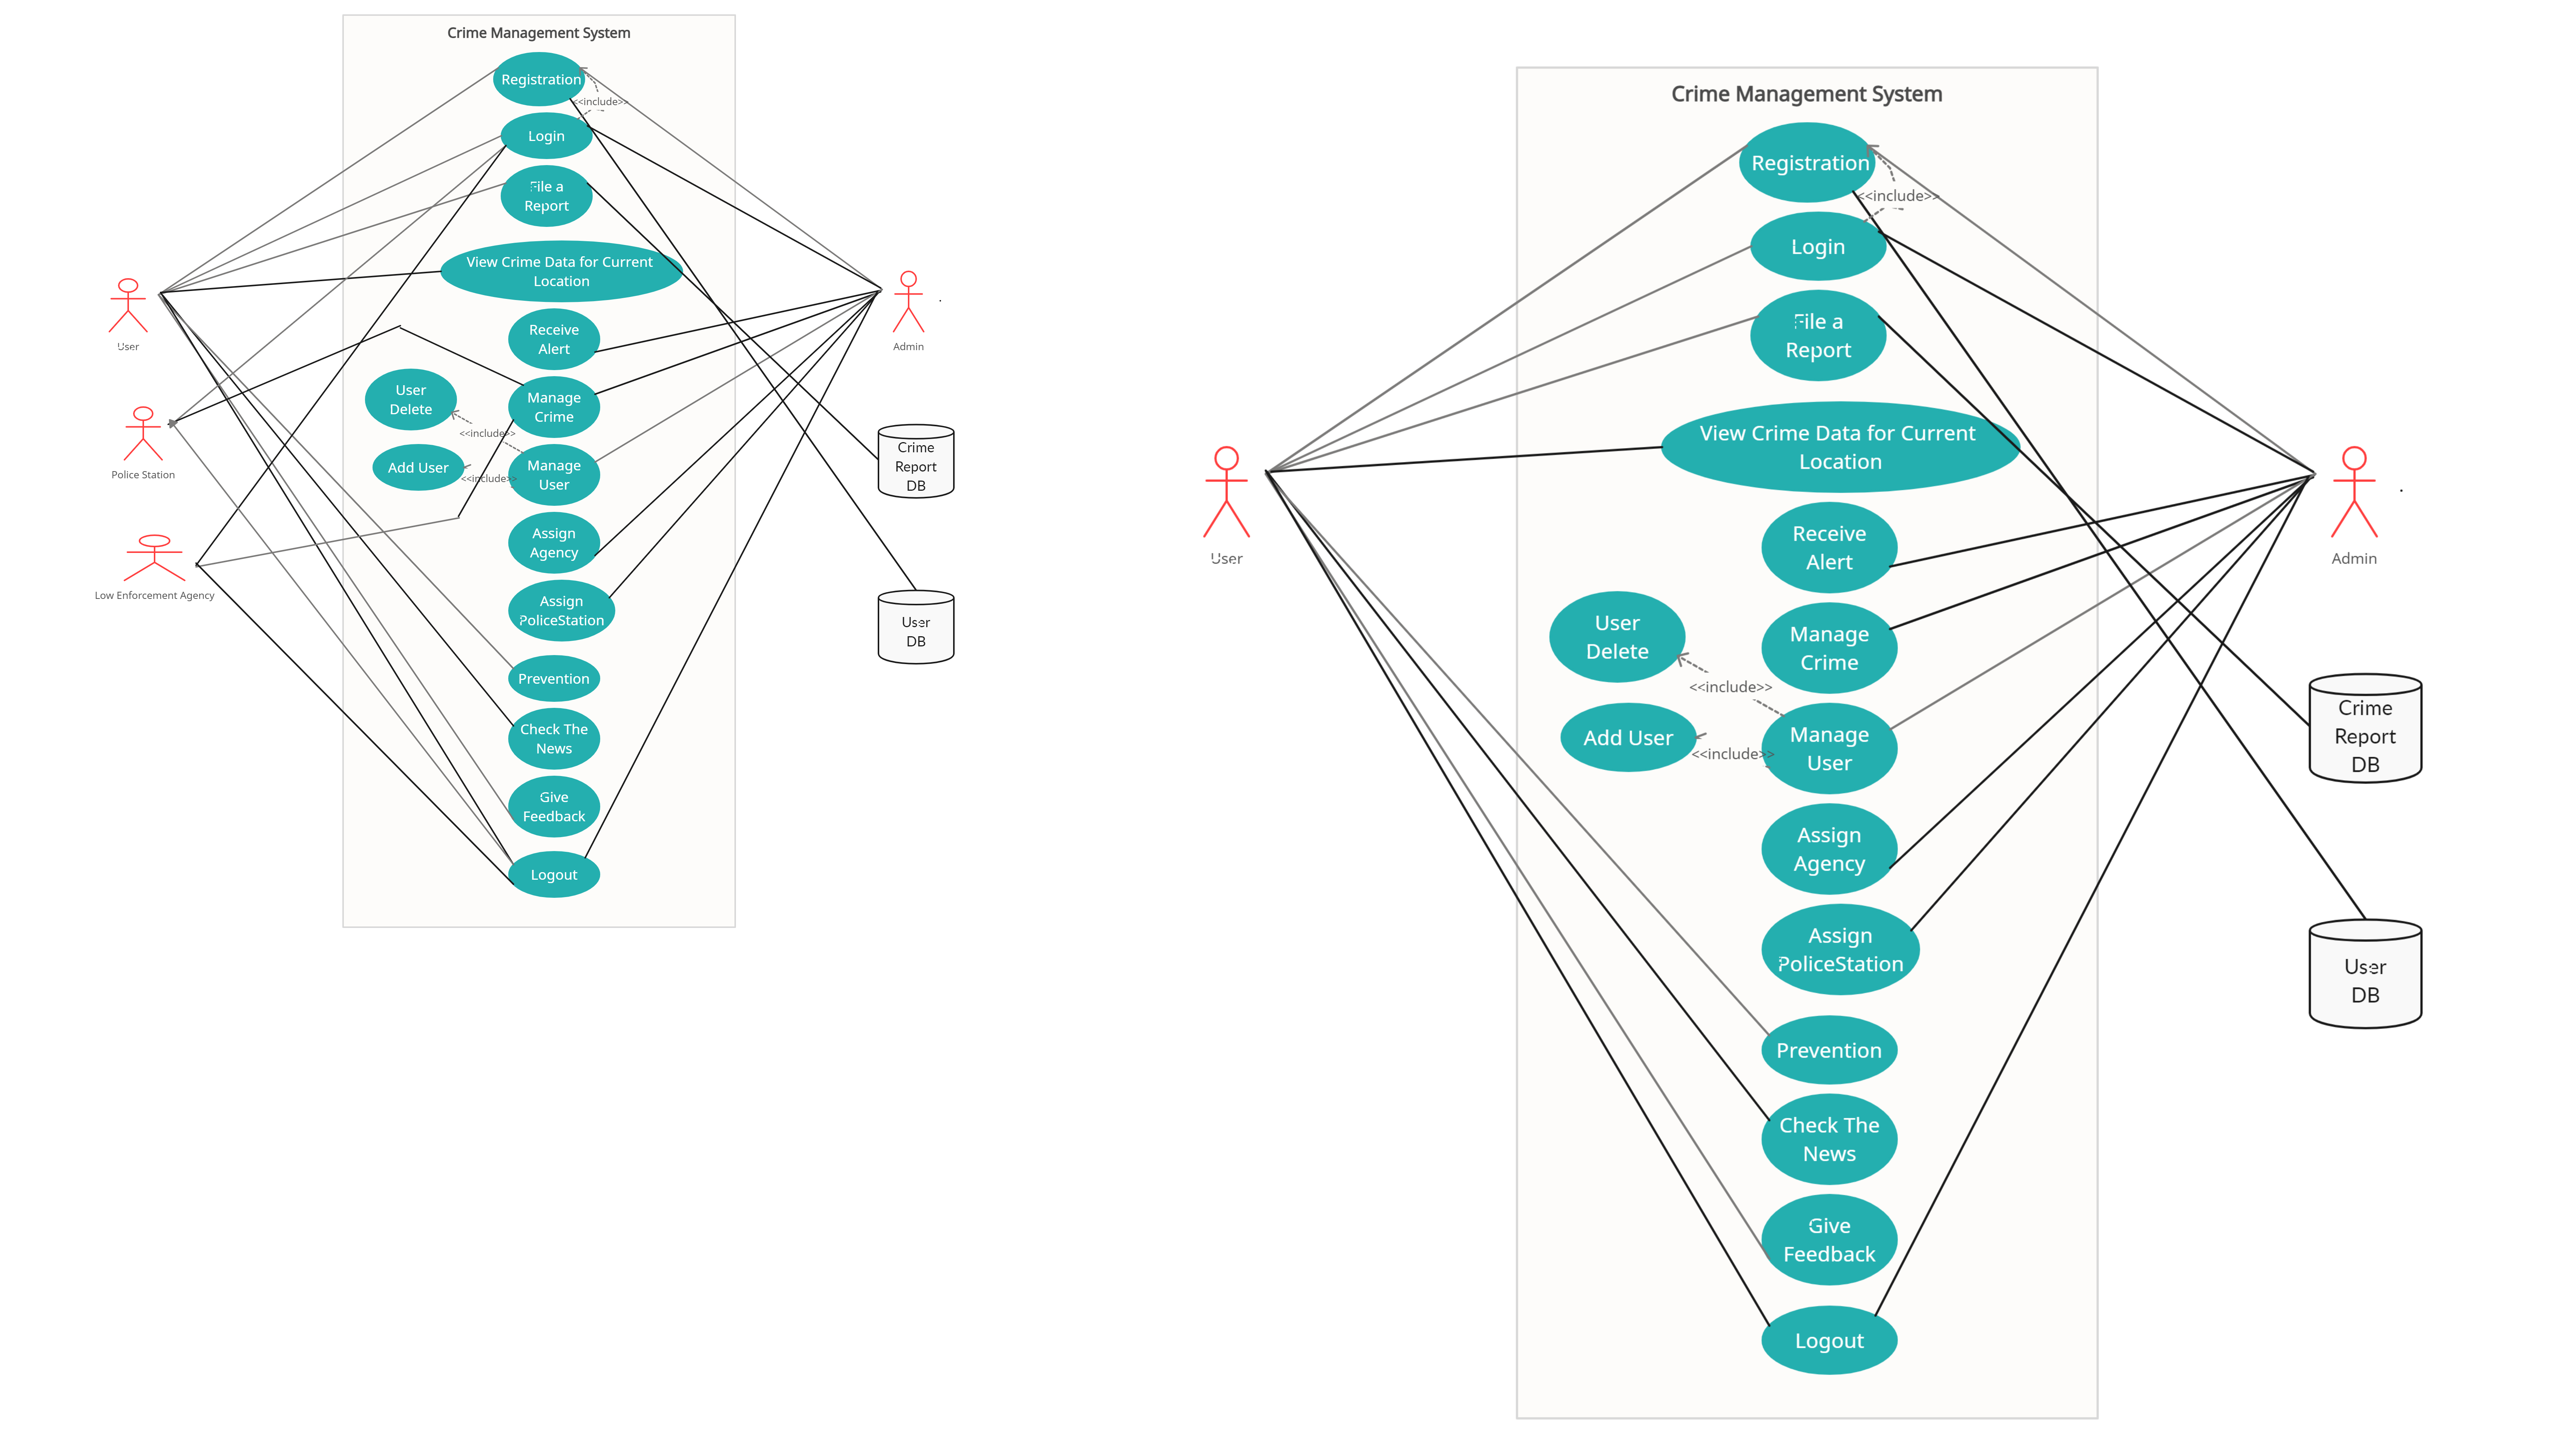 Crime Management System
Registration
<<include>>
Login
File a
Report
View Crime Data for Current
Location
Receive
Alert
User
Admin
User
Delete
Manage
Crime
<<include>>
Police Station
Add User
<<include>>
Manage
User
Crime
Report
DB
Assign
Agency
Low Enforcement Agency
Assign
PoliceStation
User
DB
Prevention
Check The
News
Give
Feedback
Logout
Crime Management System
Registration
<<include>>
Login
File a
Report
View Crime Data for Current
Location
Receive
Alert
User
Admin
User
Delete
Manage
Crime
<<include>>
Add User
<<include>>
Manage
User
Crime
Report
DB
Assign
Agency
Assign
PoliceStation
User
DB
Prevention
Check The
News
Give
Feedback
Logout